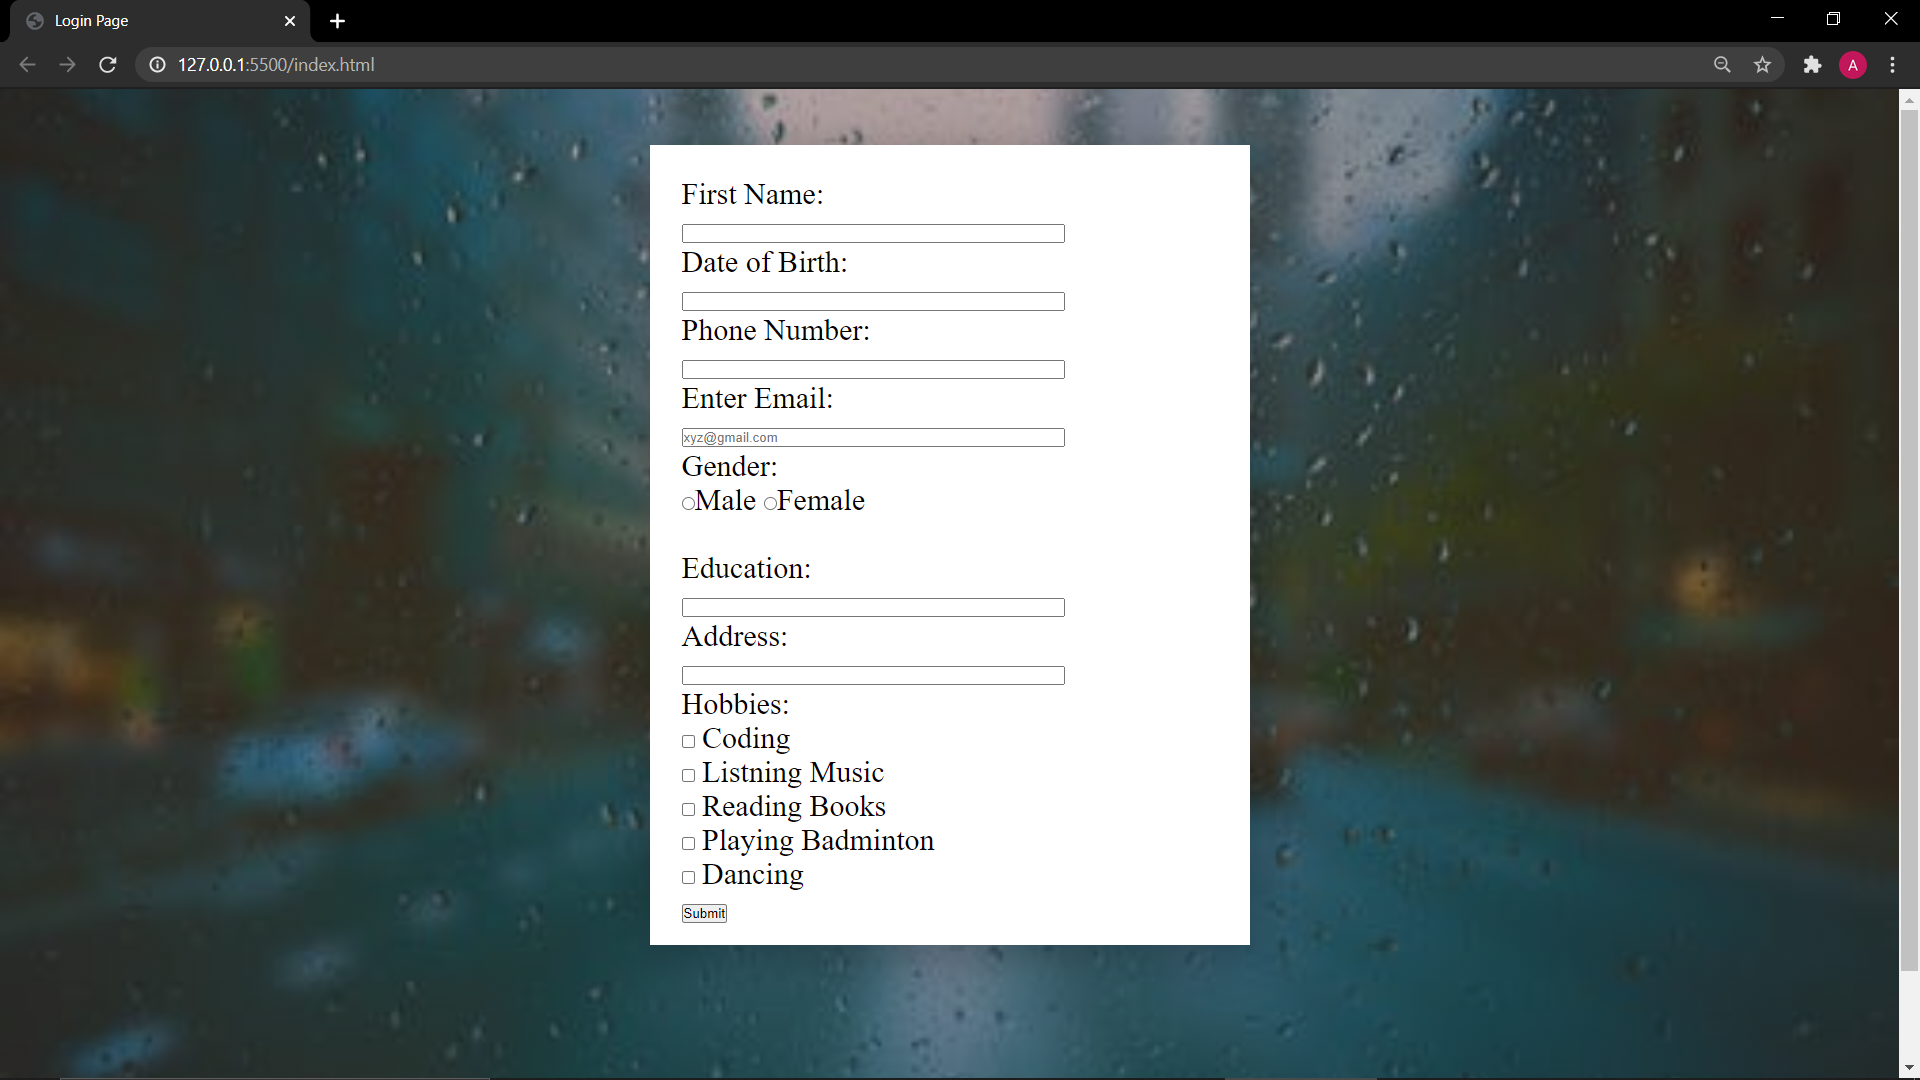 Login Page
127.0.0.1:5500/index.html
A
First Name:
Date of Birth:
Phone Number:
Enter Email:
xyz@gmail.com
Gender:
Male Female
Education:
Address:
Hobbies:
Coding
Listning Music
Reading Books
Playing Badminton
Dancing
Submit